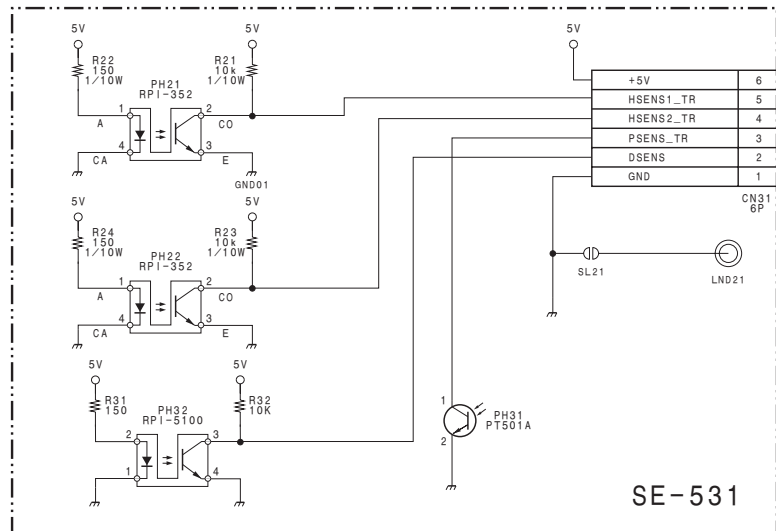 5V
5V
5V
R22
150
1/10W
PH21
RPI-352
R21
10k
1/10W
1
2
A
CO
4
3
CA
E
GND01
+5V 6
HSENS1_TR 5
HSENS2_TR 4
PSENS_TR 3
DSENS 2
GND 1
CN31
6P
5V
5V
R24
150
1/10W
PH22
RPI-352
R23
10k
1/10W
1
2
A
CO
4
3
CA
E
SL21
LND21
5V
5V
R31
150
PH32
RPI-5100
R32
10K
2
3
1
4
1
PH31
PT501A
2
SE-531